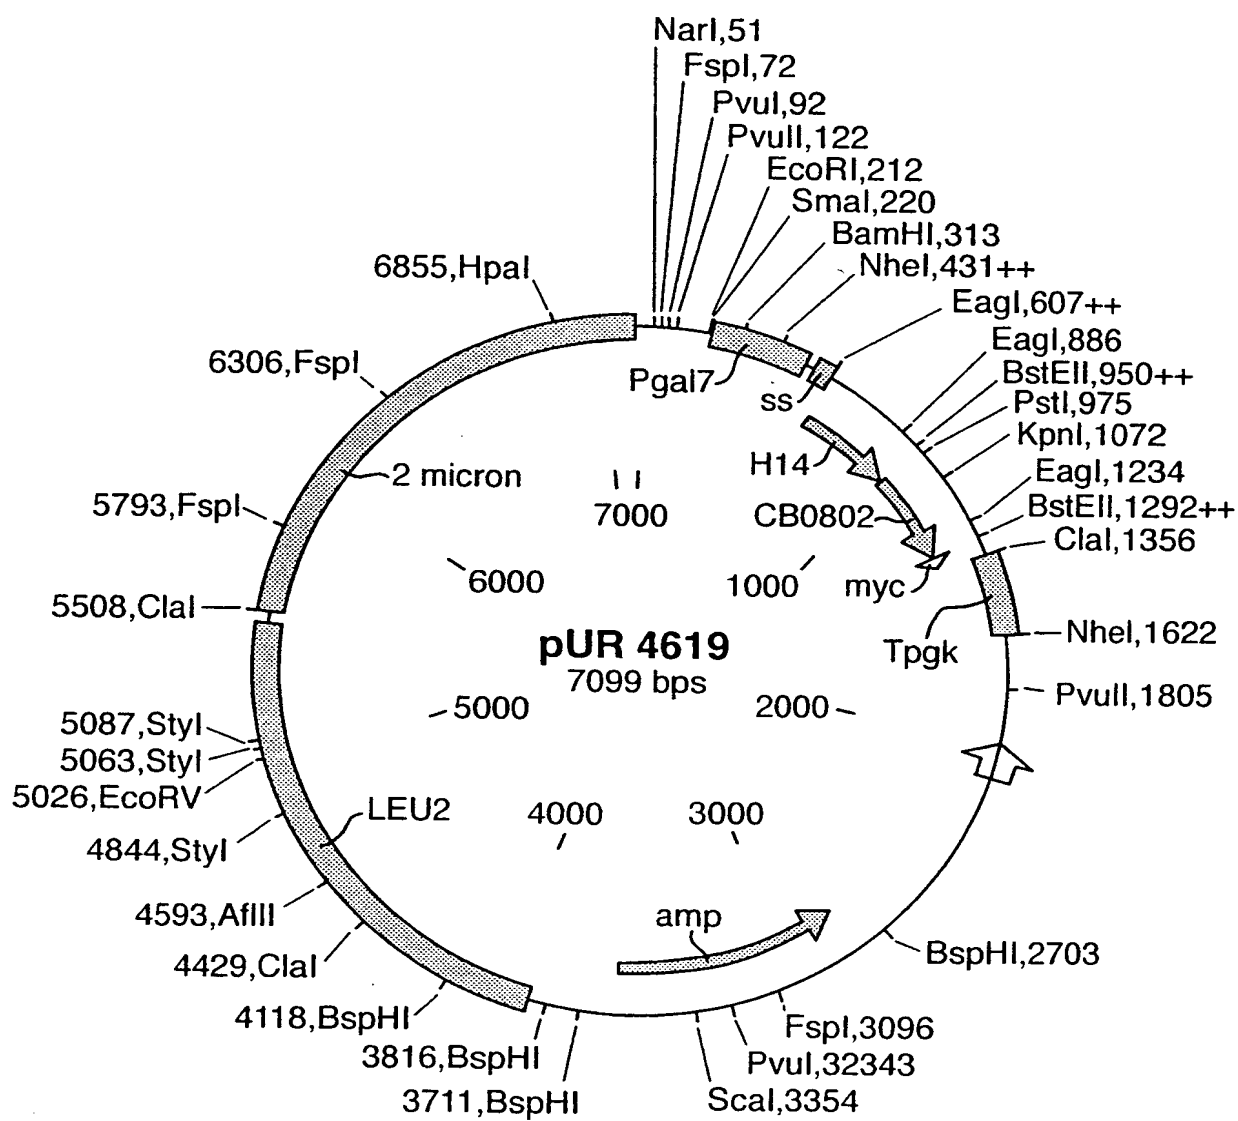 NarI,51
FspI,72
PvuI,92
PvuII,122
EcoRI,212
SmaI,220
BamHI,313
NheI,431++
EagI,607++
EagI,886
BstEII,950++
PstI,975
KpnI,1072
EagI,1234
BstEII,1292++
ClaI,1356
NheI,1622
PvuII,1805
BspHI,2703
FspI,3096
PvuI,32343
ScaI,3354
3711,BspHI
3816,BspHI
4118,BspHI
4429,ClaI
4593,AflII
4844,StyI
5026,EcoRV
5063,StyI
5087,StyI
5508,ClaI
5793,FspI
6306,FspI
6855,HpaI
Pgal7
ss
H14
CB0802
myc
Tpgk
amp
LEU2
2 micron
7000
1000
2000
3000
4000
5000
6000
pUR 4619
7099 bps